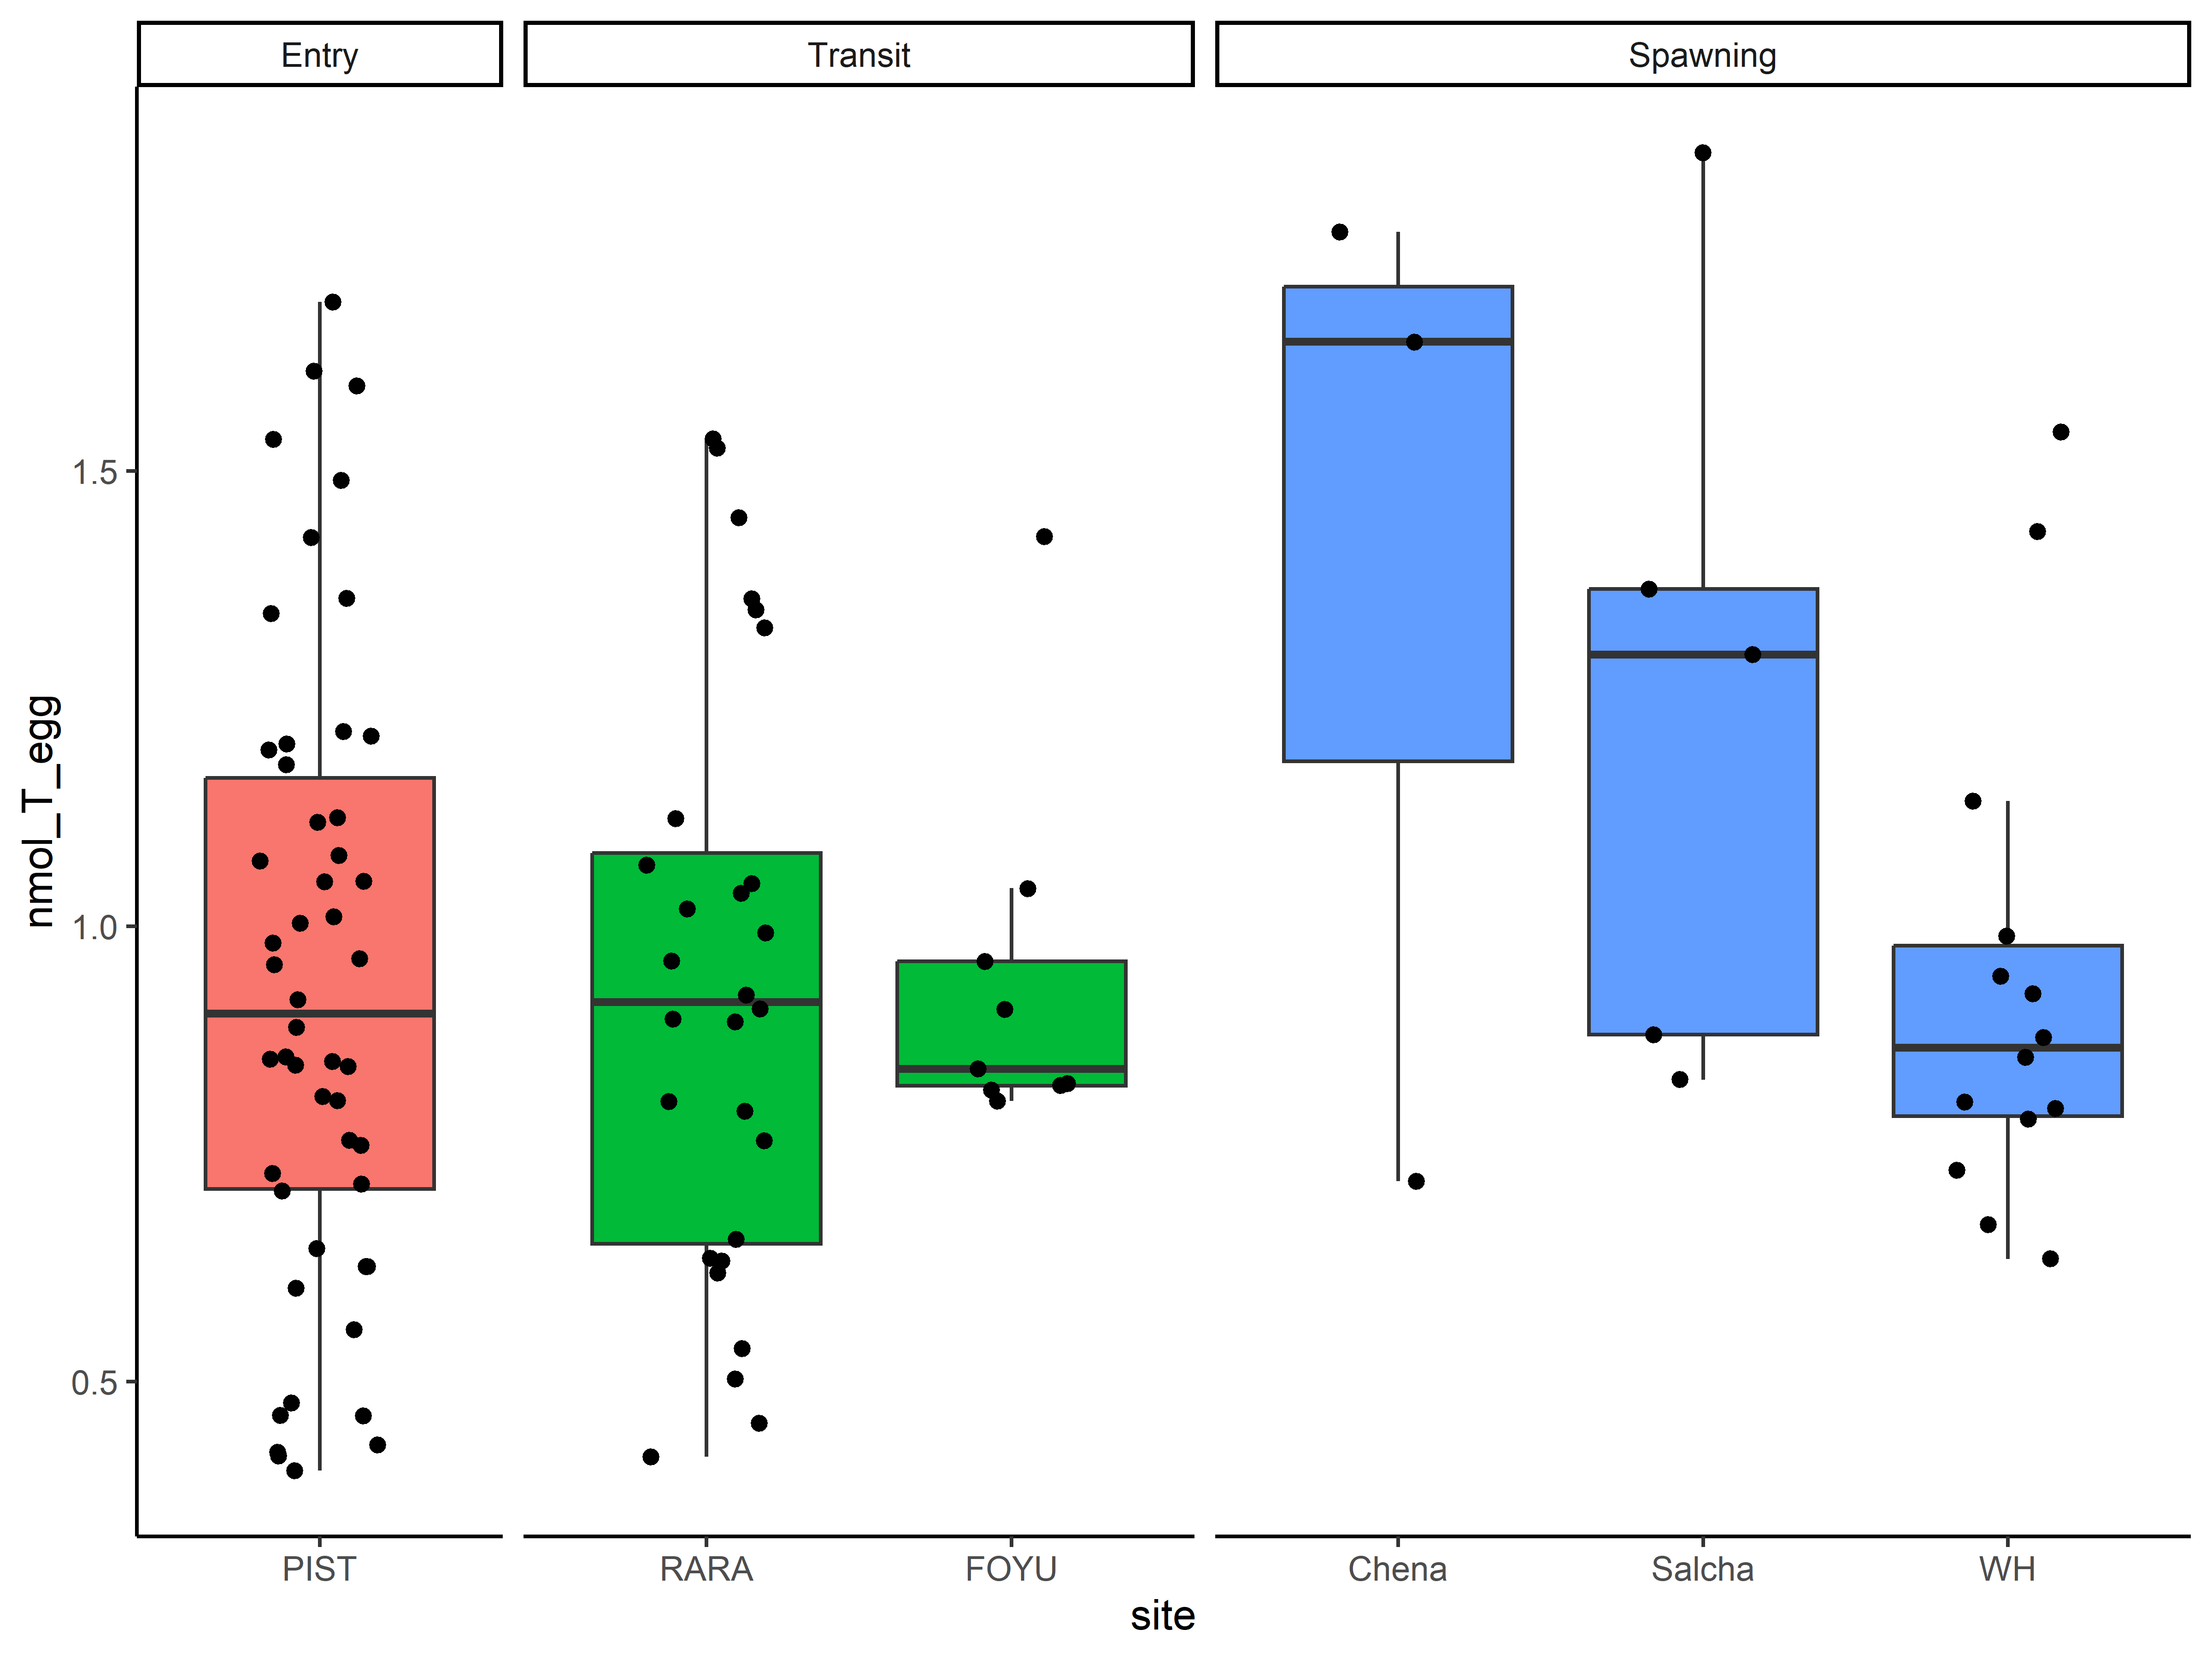 Entry Transit Spawning
nmol_T_egg
1.5
1.0
0.5
PIST RARA FOYU Chena Salcha WH
site